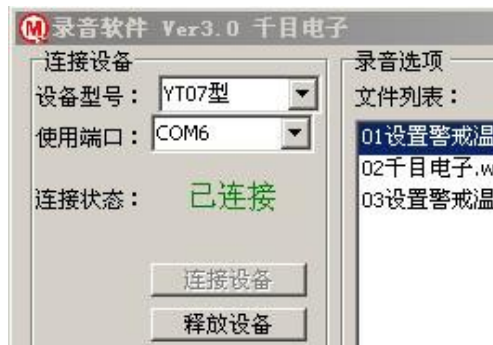 录音软件 Ver3.0 千目电子
连接设备
设备型号： YT07型
使用端口： COM6
连接状态： 已连接
连接设备
释放设备
录音选项
文件列表：
01设置警戒温
02千目电子.w
03设置警戒温